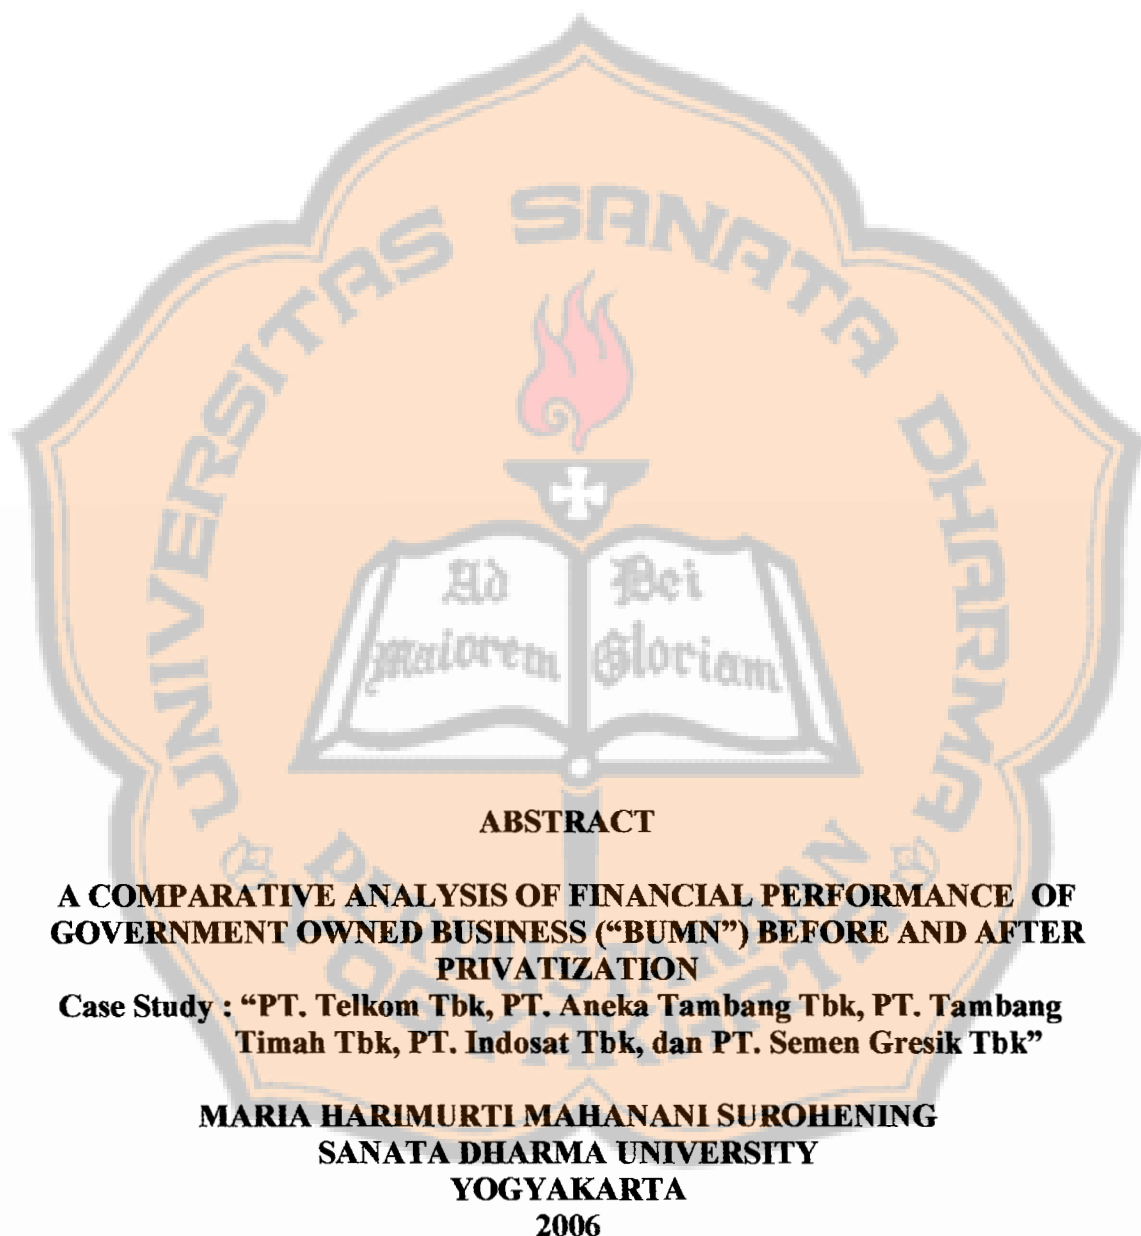 UNIVERSITAS SANATA DHARMA
Ad Dei
Maiorem Gloriam
ABSTRACT
A COMPARATIVE ANALYSIS OF FINANCIAL PERFORMANCE OF
GOVERNMENT OWNED BUSINESS (“BUMN”) BEFORE AND AFTER
PRIVATIZATION
Case Study : “PT. Telkom Tbk, PT. Aneka Tambang Tbk, PT. Tambang
Timah Tbk, PT. Indosat Tbk, dan PT. Semen Gresik Tbk”
MARIA HARIMURTI MAHANANI SUROHENING
SANATA DHARMA UNIVERSITY
YOGYAKARTA
2006
YOGYAKARTA